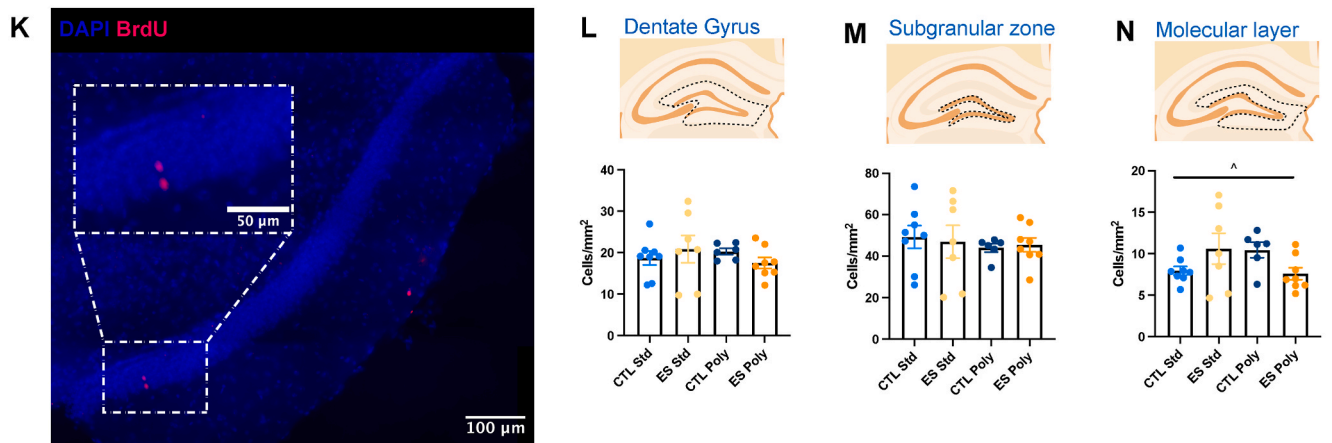 K
DAPI BrdU
50 µm
100 µm
L Dentate Gyrus
Cells/mm2
40
30
20
10
0
CTL Std
ES Std
CTL Poly
ES Poly
M Subgranular zone
Cells/mm2
80
60
40
20
0
CTL Std
ES Std
CTL Poly
ES Poly
N Molecular layer
Cells/mm2
20
15
10
5
0
^
CTL Std
ES Std
CTL Poly
ES Poly